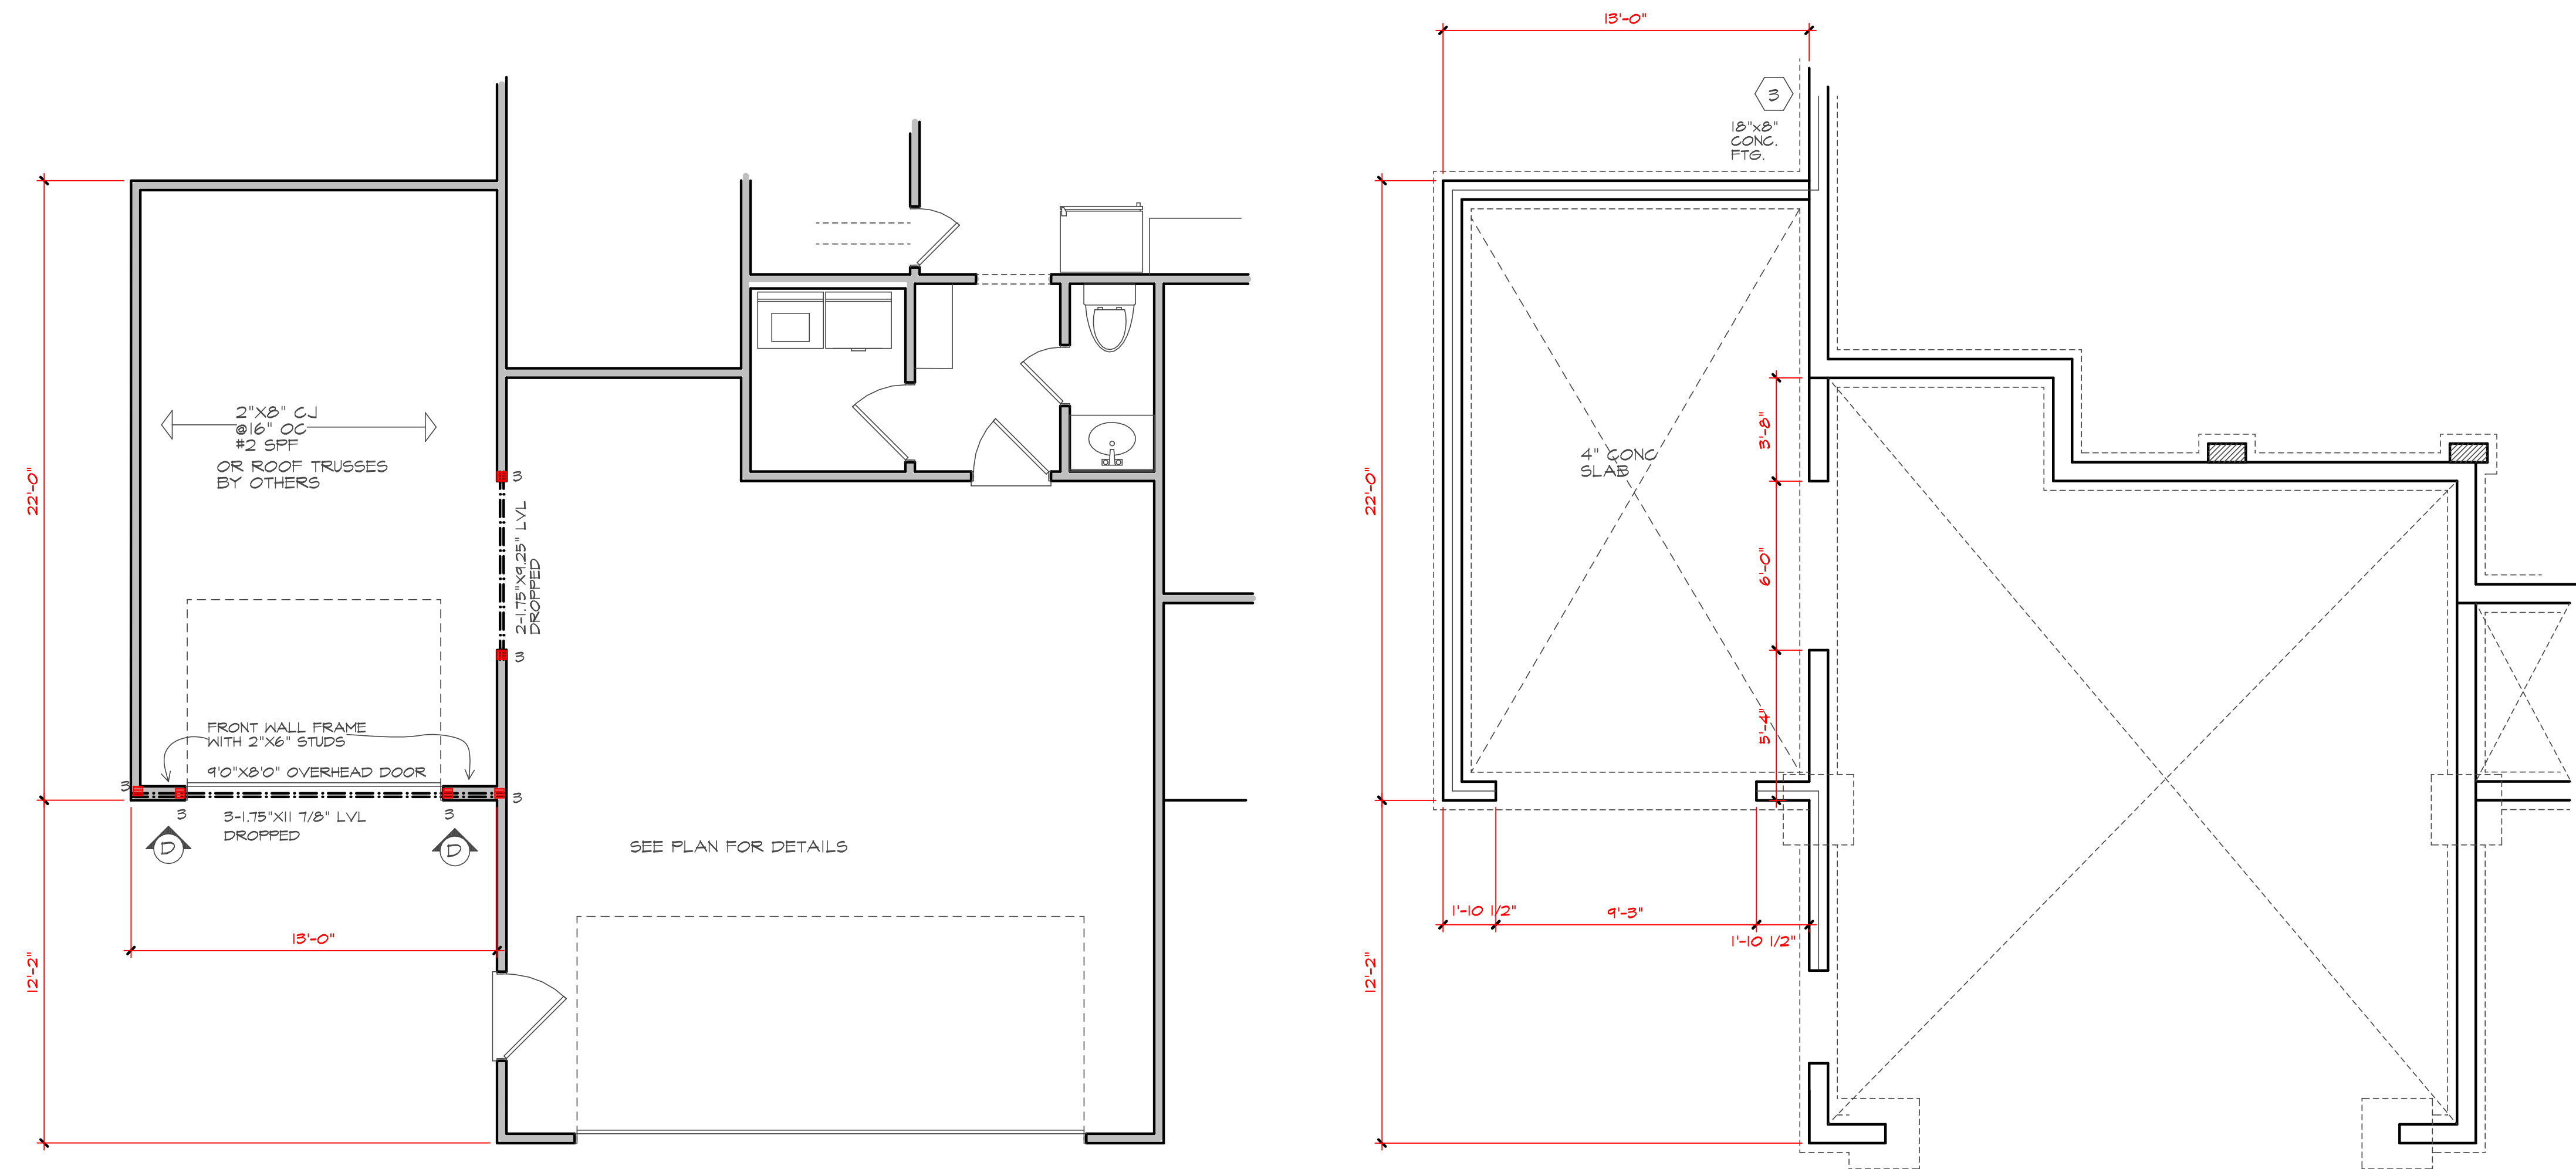 2"X8" CJ
@16" OC
#2 SPF
OR ROOF TRUSSES
BY OTHERS
22'-0"
3
2-1.75"X9.25" LVL
DROPPED
3
FRONT WALL FRAME
WITH 2"X6" STUDS
9'0"X8'0" OVERHEAD DOOR
3
3
3
3
3-1.75"X11 7/8" LVL
DROPPED
D
D
SEE PLAN FOR DETAILS
13'-0"
12'-2"
13'-0"
3
18"x8"
CONC.
FTG.
22'-0"
4" CONC
SLAB
3'-8"
6'-0"
5'-4"
1'-10 1/2"
9'-3"
1'-10 1/2"
12'-2"